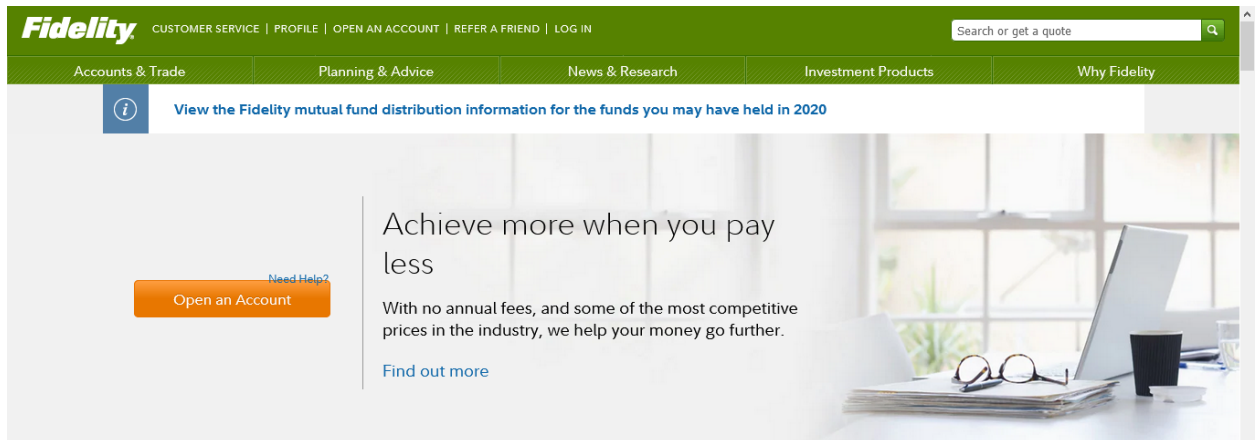 Fidelity
CUSTOMER SERVICE | PROFILE | OPEN AN ACCOUNT | REFER A FRIEND | LOG IN
Search or get a quote
Accounts & Trade
Planning & Advice
News & Research
Investment Products
Why Fidelity
i
View the Fidelity mutual fund distribution information for the funds you may have held in 2020
Need Help?
Open an Account
Achieve more when you pay
less
With no annual fees, and some of the most competitive
prices in the industry, we help your money go further.
Find out more